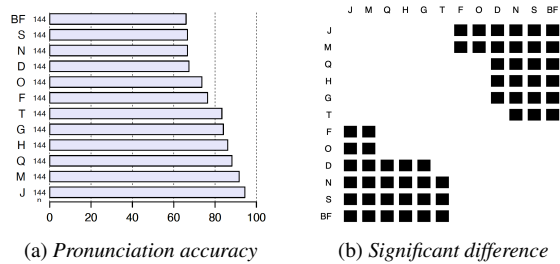 BF 144
S 144
N 144
D 144
O 144
F 144
T 144
G 144
H 144
Q 144
M 144
J 144
n
0 20 40 60 80 100
(a) Pronunciation accuracy
J M Q H G T F O D N S BF
J
M
Q
H
G
T
F
O
D
N
S
BF
(b) Significant difference